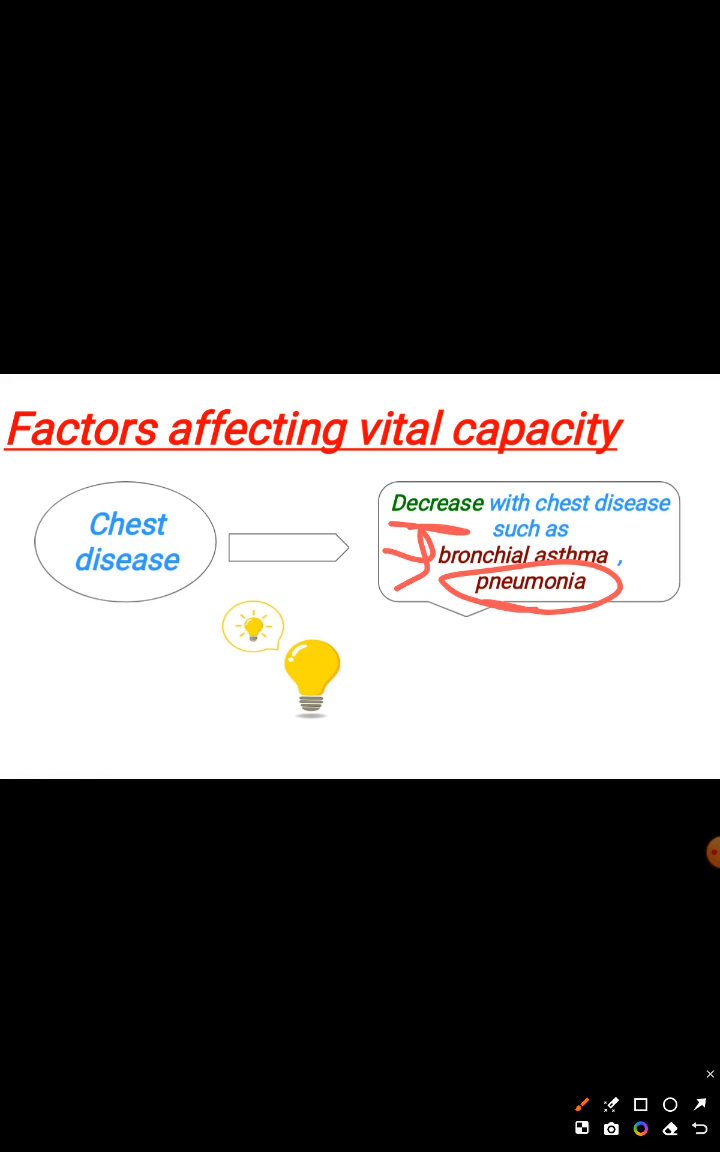 Factors affecting vital capacity
Chest
disease
Decrease with chest disease
such as
bronchial asthma ,
pneumonia